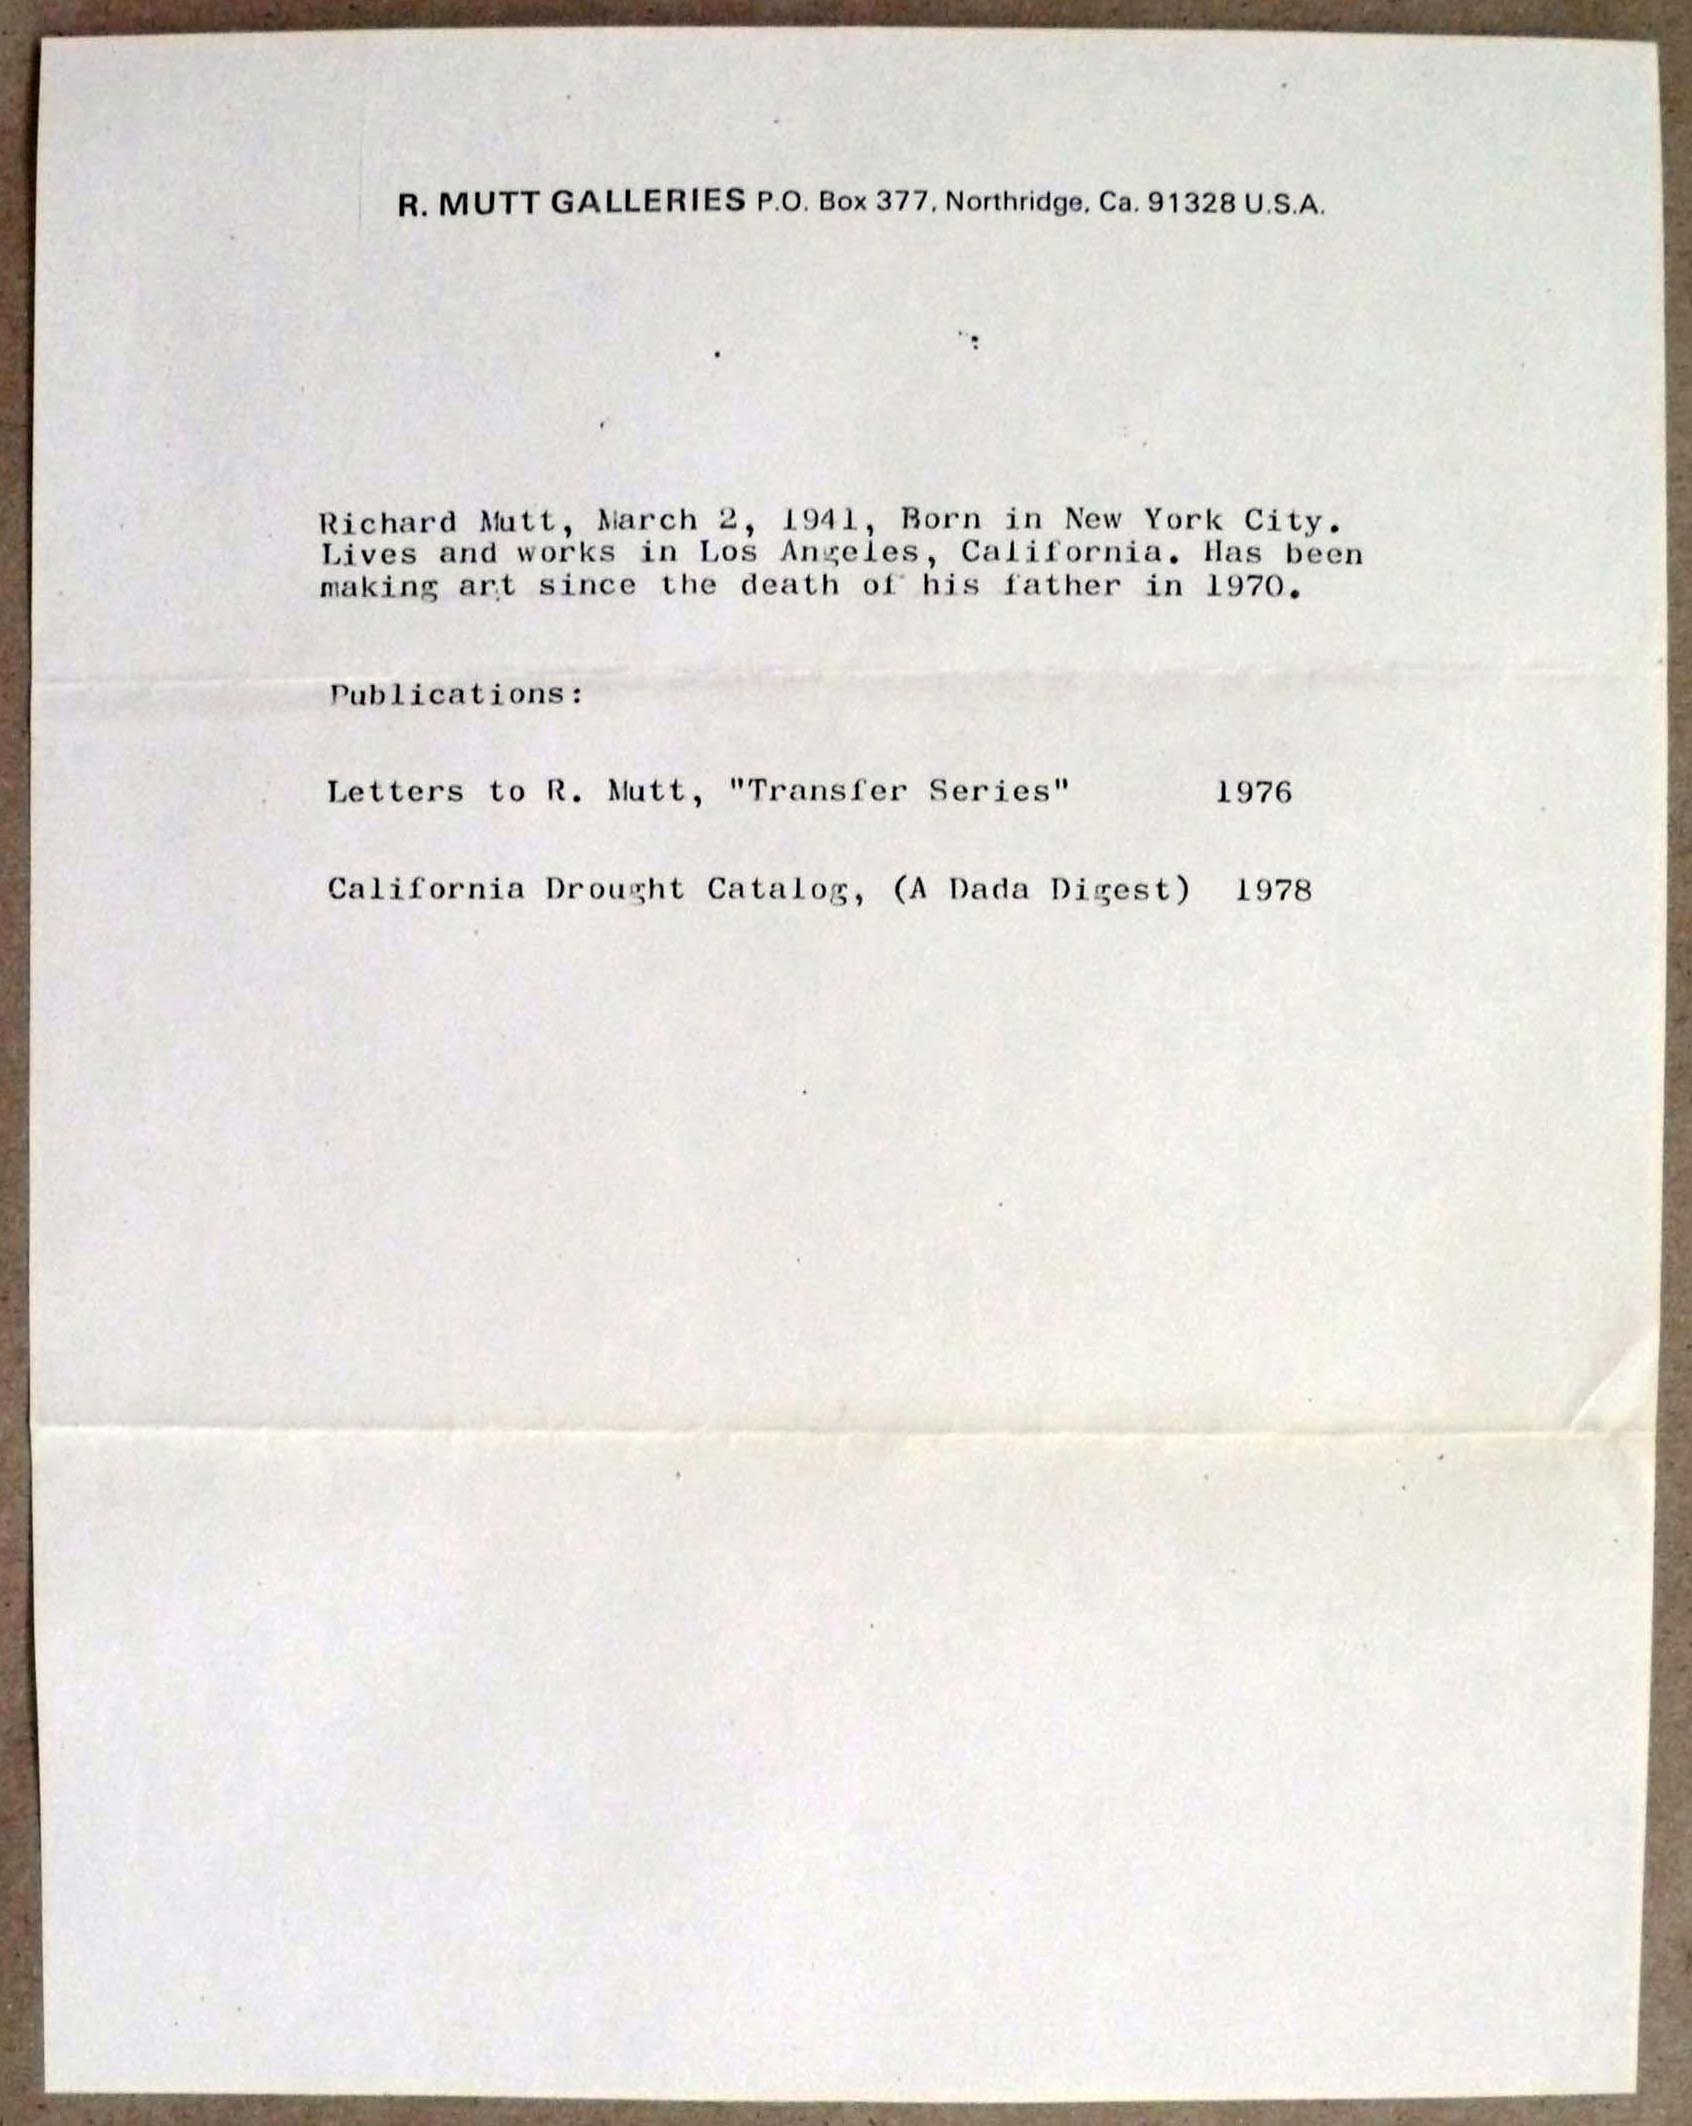 R. MUTT GALLERIES P.O. Box 377, Northridge, Ca. 91328 U.S.A.
Richard Mutt, March 2, 1941, Born in New York City.
Lives and works in Los Angeles, California. Has been
making art since the death of his father in 1970.
Publications:
Letters to R. Mutt, "Transfer Series" 1976
California Drought Catalog, (A Dada Digest) 1978